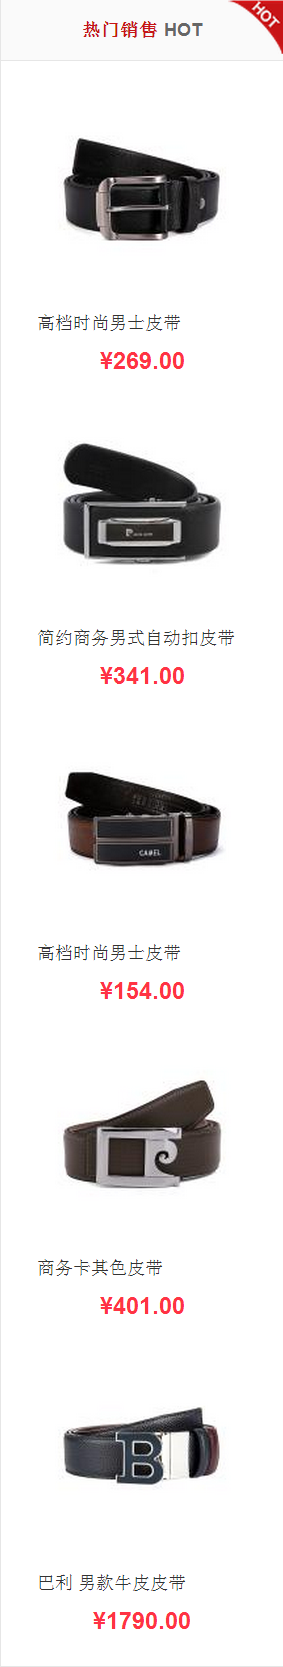 热门销售 HOT
HOT
高档时尚男士皮带
¥269.00
简约商务男式自动扣皮带
¥341.00
CAMEL
高档时尚男士皮带
¥154.00
商务卡其色皮带
¥401.00
B
巴利 男款牛皮皮带
¥1790.00